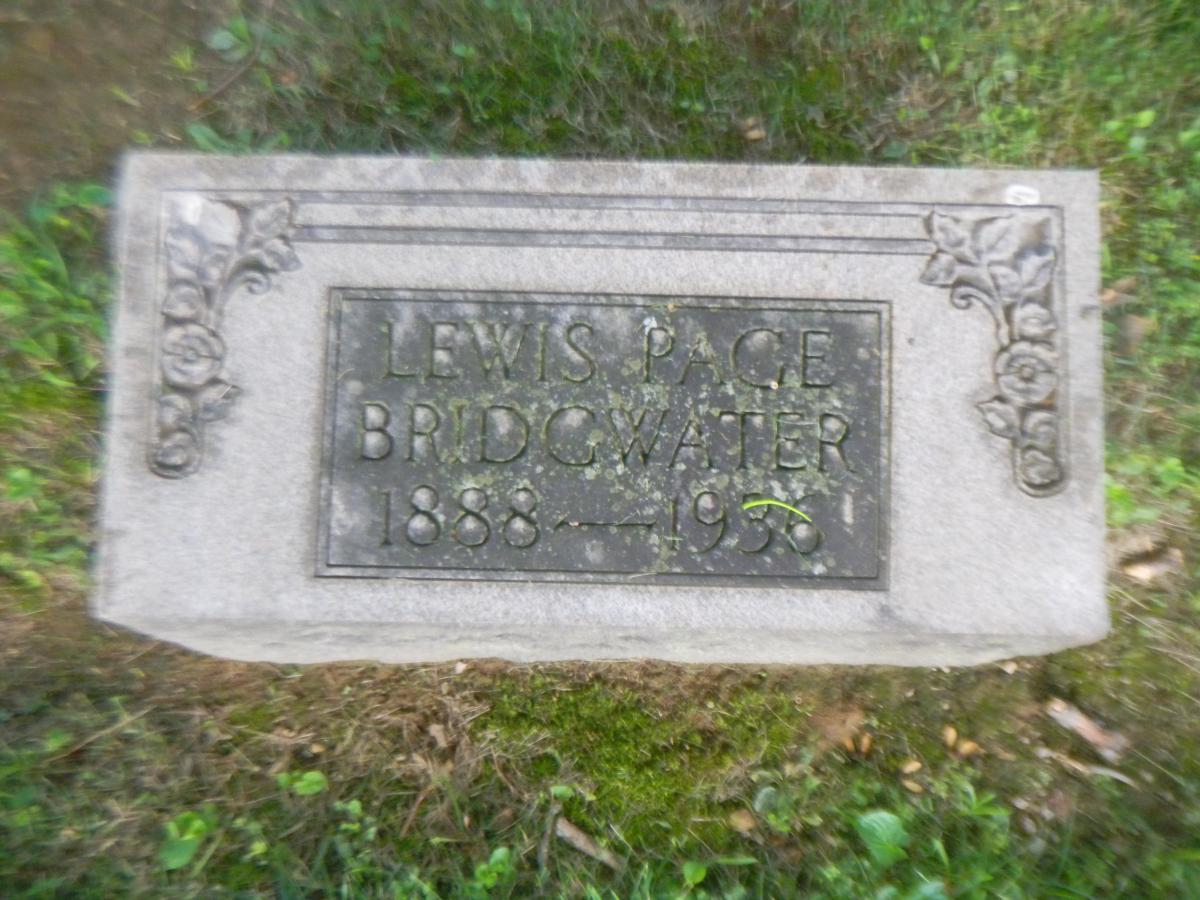 LEWIS PAGE
BRIDGWATER
1888 — 1936